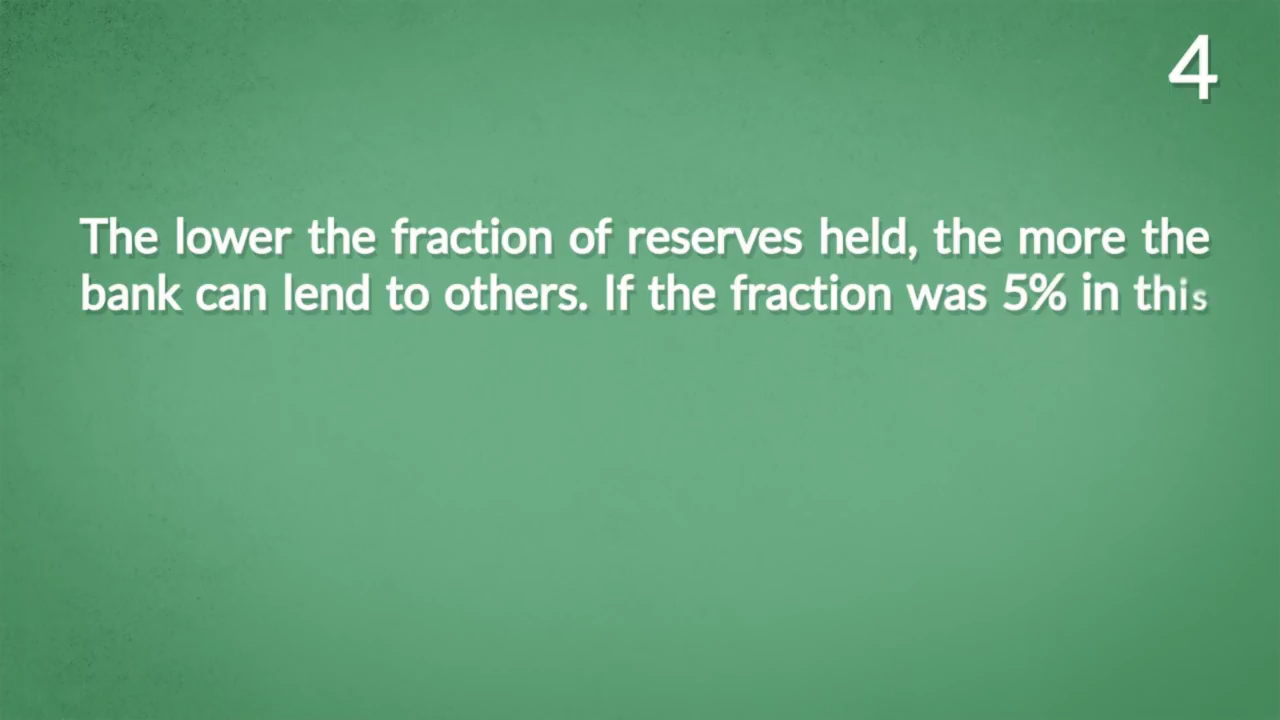 4
The lower the fraction of reserves held, the more the
bank can lend to others. If the fraction was 5% in this